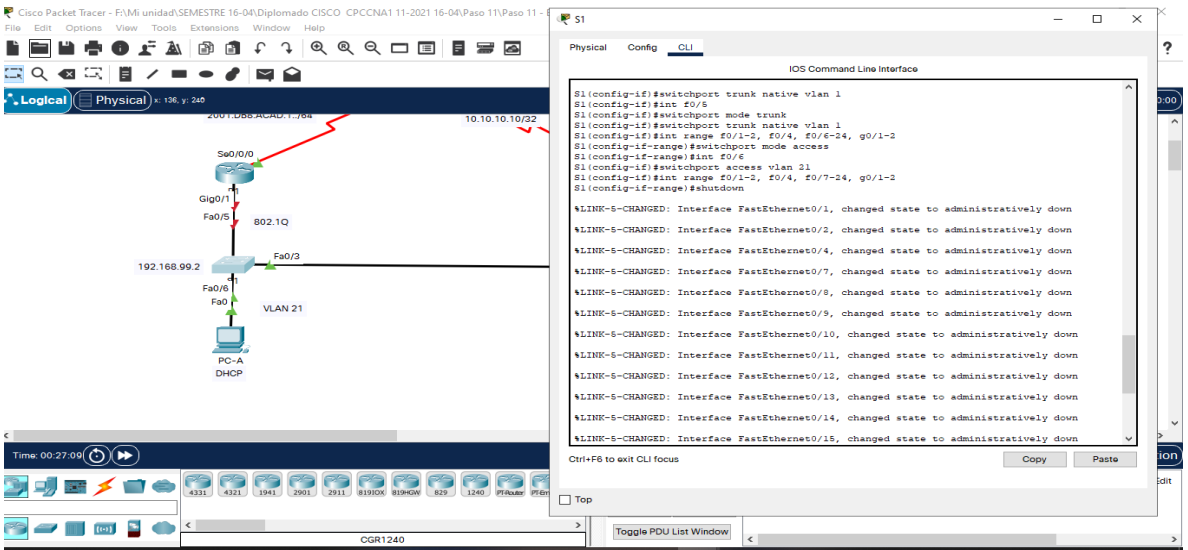 Cisco Packet Tracer - F:\Mi unidad\SEMESTRE 16-04\Diplomado CISCO CPCCNA1 11-2021 16-04\Paso 11\Paso 11 -
File Edit Options View Tools Extensions Window Help
Logical Physical x: 136, y: 240
2001:DB8:ACAD:1::/64
10.10.10.10/32
Se0/0/0
Gig0/1
Fa0/5
802.1Q
Fa0/3
192.168.99.2
Fa0/6
Fa0
VLAN 21
PC-A
DHCP
Time: 00:27:09
4331 4321 1941 2901 2911 819IOX 819HGW 829 1240 PT-Router
CGR1240
Toggle PDU List Window
S1
Physical Config CLI
IOS Command Line Interface
S1(config-if)#switchport trunk native vlan 1
S1(config-if)#int f0/5
S1(config-if)#switchport mode trunk
S1(config-if)#switchport trunk native vlan 1
S1(config-if)#int range f0/1-2, f0/4, f0/6-24, g0/1-2
S1(config-if-range)#switchport mode access
S1(config-if-range)#int f0/6
S1(config-if)#switchport access vlan 21
S1(config-if)#int range f0/1-2, f0/4, f0/7-24, g0/1-2
S1(config-if-range)#shutdown
%LINK-5-CHANGED: Interface FastEthernet0/1, changed state to administratively down
%LINK-5-CHANGED: Interface FastEthernet0/2, changed state to administratively down
%LINK-5-CHANGED: Interface FastEthernet0/4, changed state to administratively down
%LINK-5-CHANGED: Interface FastEthernet0/7, changed state to administratively down
%LINK-5-CHANGED: Interface FastEthernet0/8, changed state to administratively down
%LINK-5-CHANGED: Interface FastEthernet0/9, changed state to administratively down
%LINK-5-CHANGED: Interface FastEthernet0/10, changed state to administratively down
%LINK-5-CHANGED: Interface FastEthernet0/11, changed state to administratively down
%LINK-5-CHANGED: Interface FastEthernet0/12, changed state to administratively down
%LINK-5-CHANGED: Interface FastEthernet0/13, changed state to administratively down
%LINK-5-CHANGED: Interface FastEthernet0/14, changed state to administratively down
%LINK-5-CHANGED: Interface FastEthernet0/15, changed state to administratively down
Ctrl+F6 to exit CLI focus
Copy Paste
Top